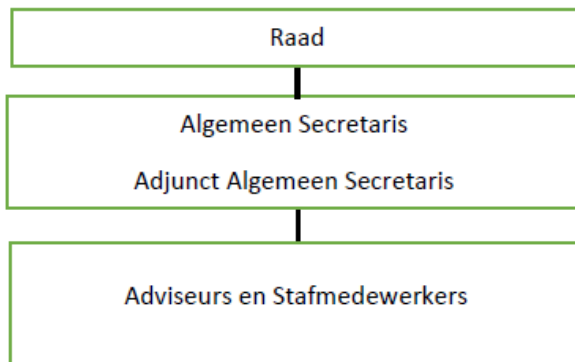 Raad
Algemeen Secretaris
Adjunct Algemeen Secretaris
Adviseurs en Stafmedewerkers